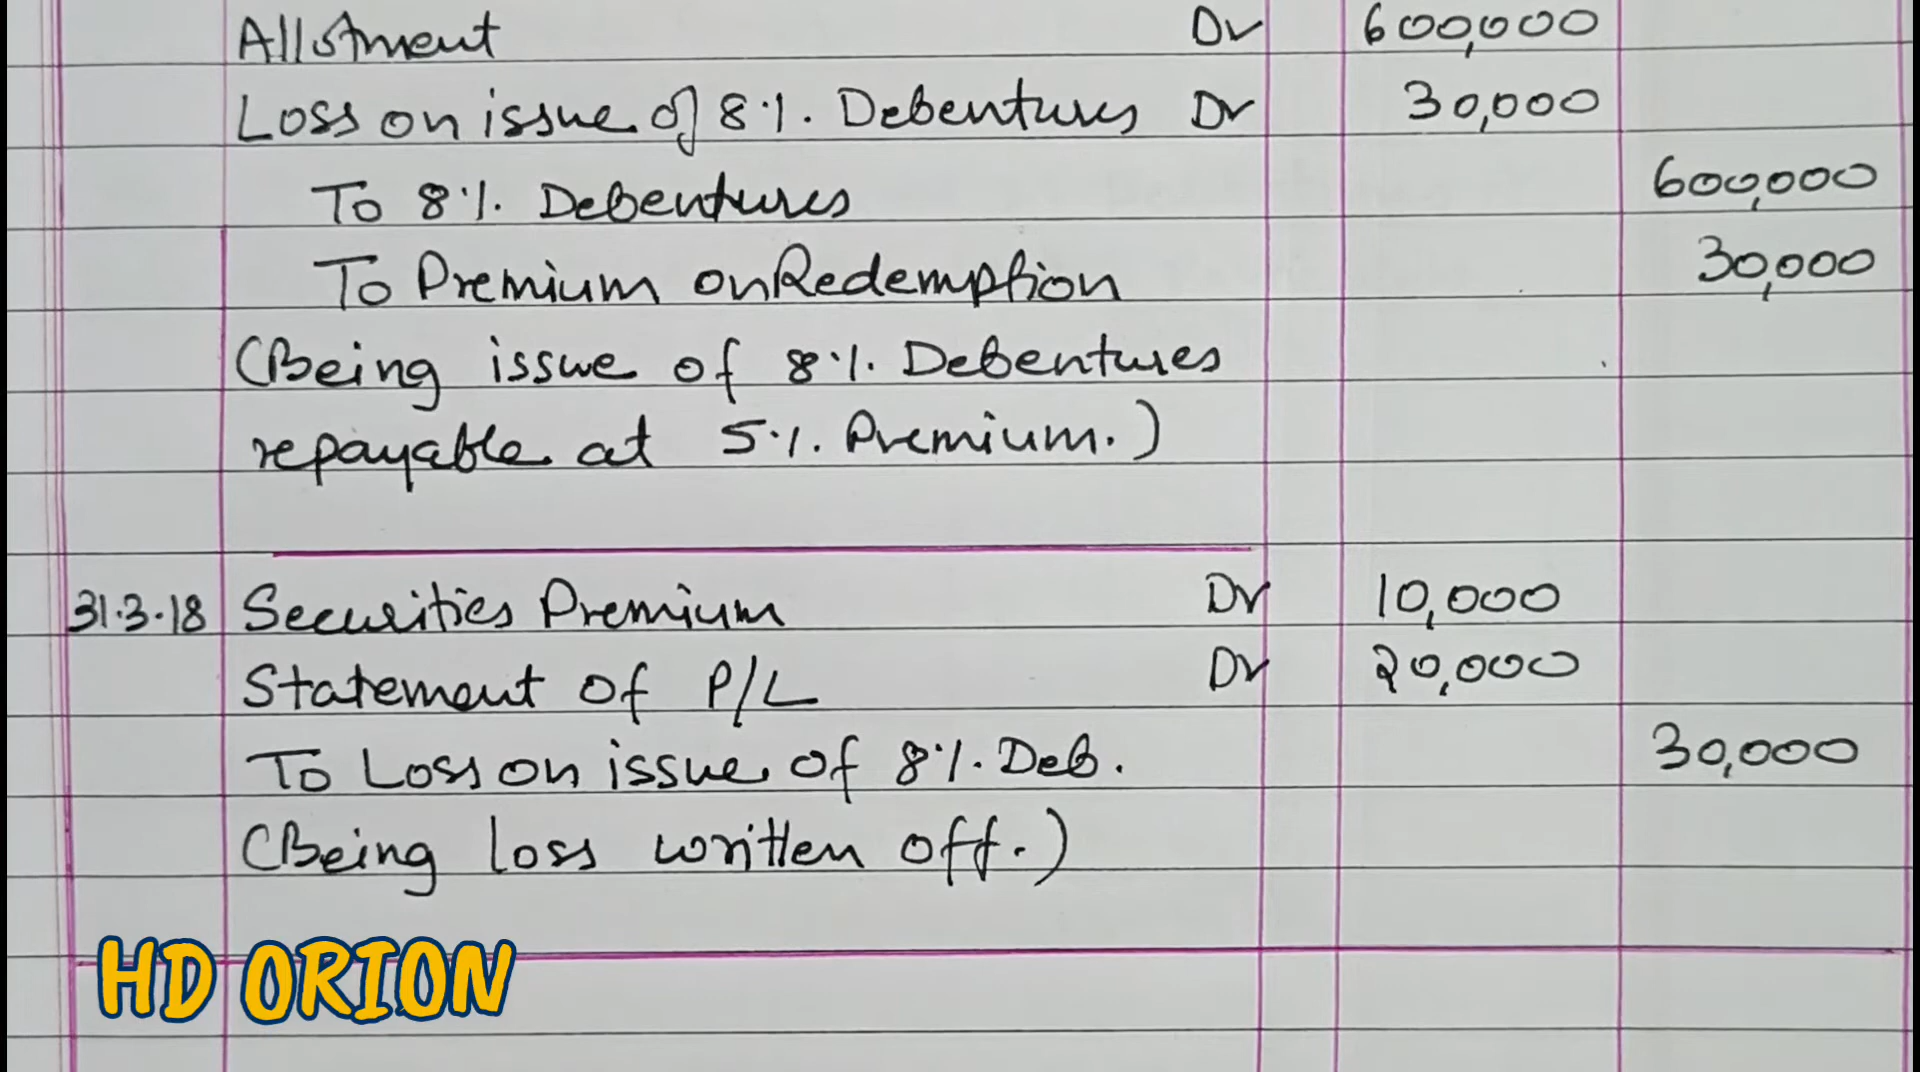 Allotment Dr 600,000
Loss on issue of 8%. Debentures Dr 30,000
To 8%. Debentures 600,000
To Premium on Redemption 30,000
(Being issue of 8%. Debentures
repayable at 5%. Premium.)
31.3.18 Securities Premium Dr 10,000
Statement of P/L Dr 20,000
To Loss on issue of 8%. Deb. 30,000
(Being loss written off.)
HD ORION